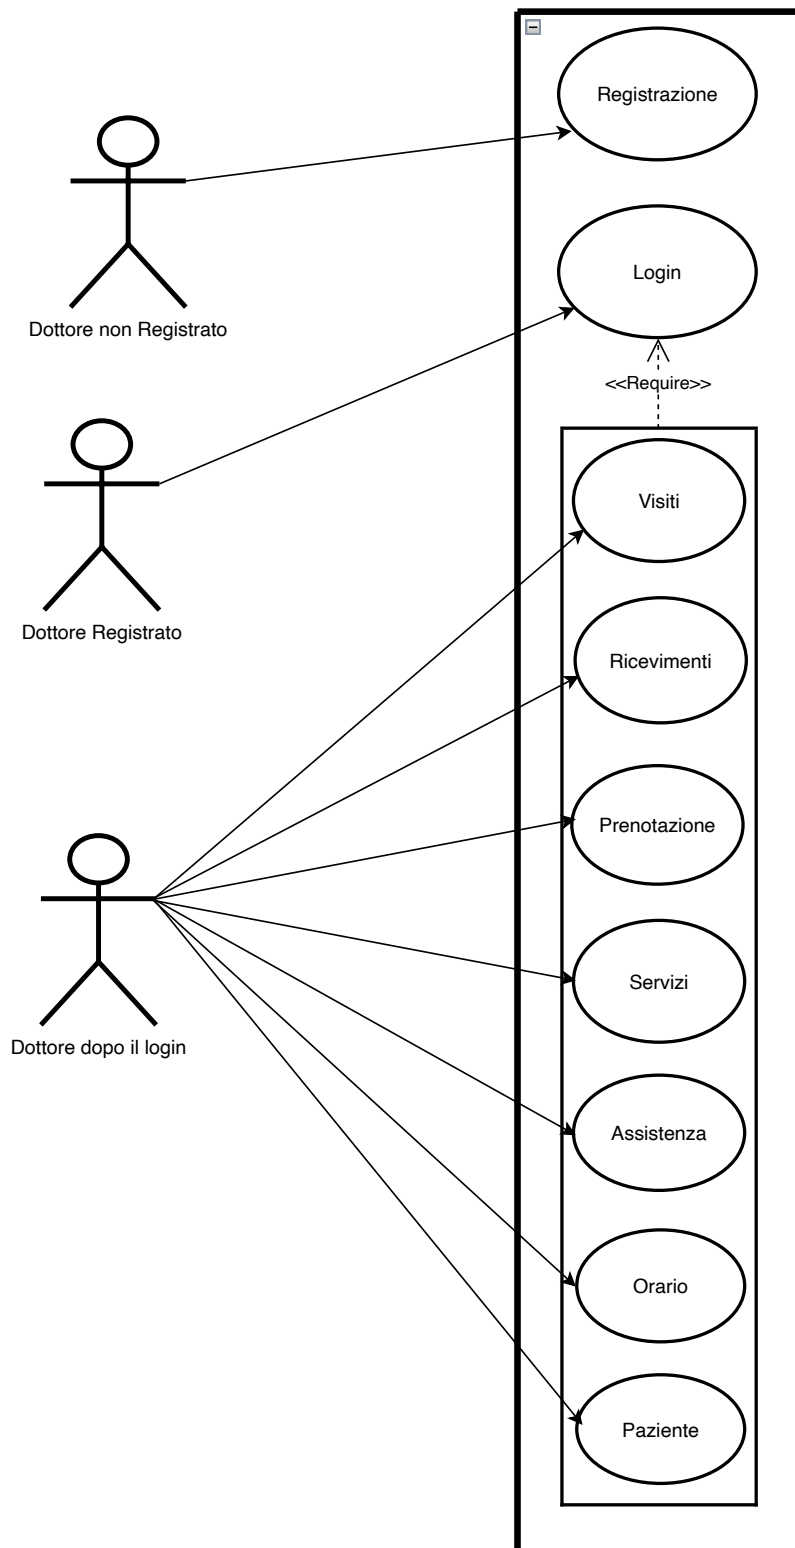 Registrazione
Login
Dottore non Registrato
<<Require>>
Visiti
Dottore Registrato
Ricevimenti
Prenotazione
Servizi
Dottore dopo il login
Assistenza
Orario
Paziente